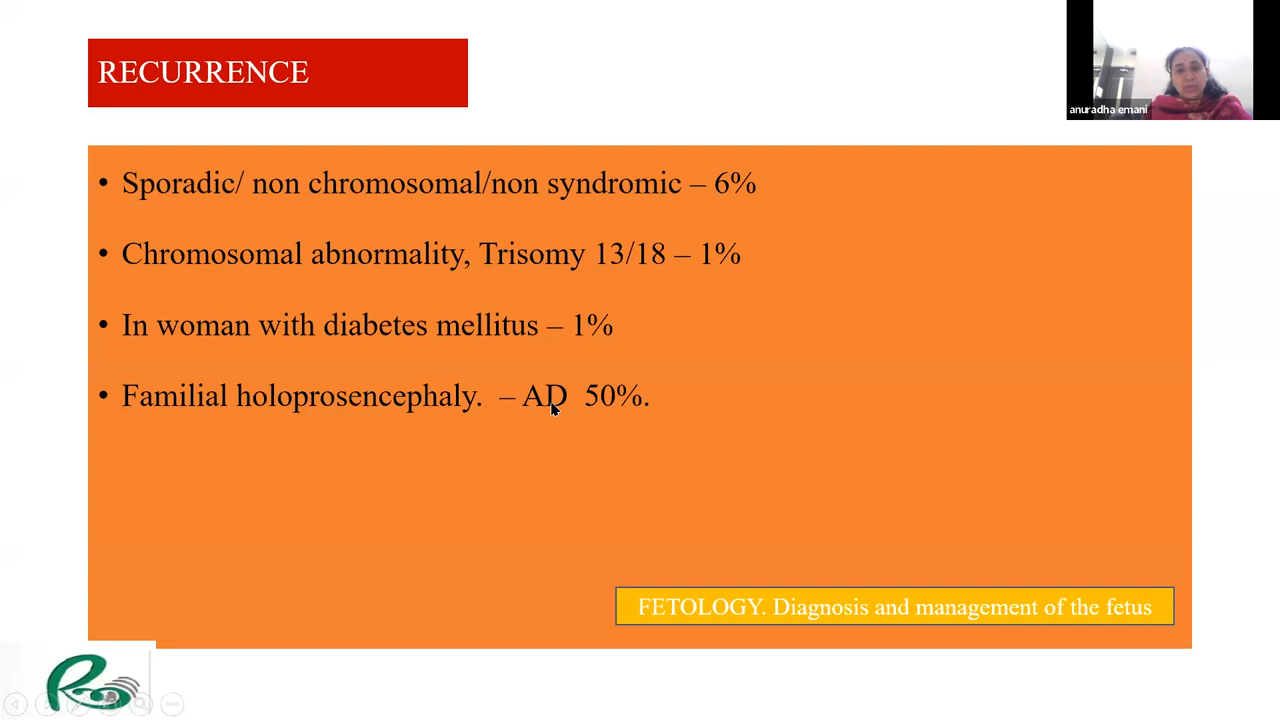 RECURRENCE
anuradha emani
• Sporadic/ non chromosomal/non syndromic – 6%
• Chromosomal abnormality, Trisomy 13/18 – 1%
• In woman with diabetes mellitus – 1%
• Familial holoprosencephaly. – AD 50%.
FETOLOGY. Diagnosis and management of the fetus